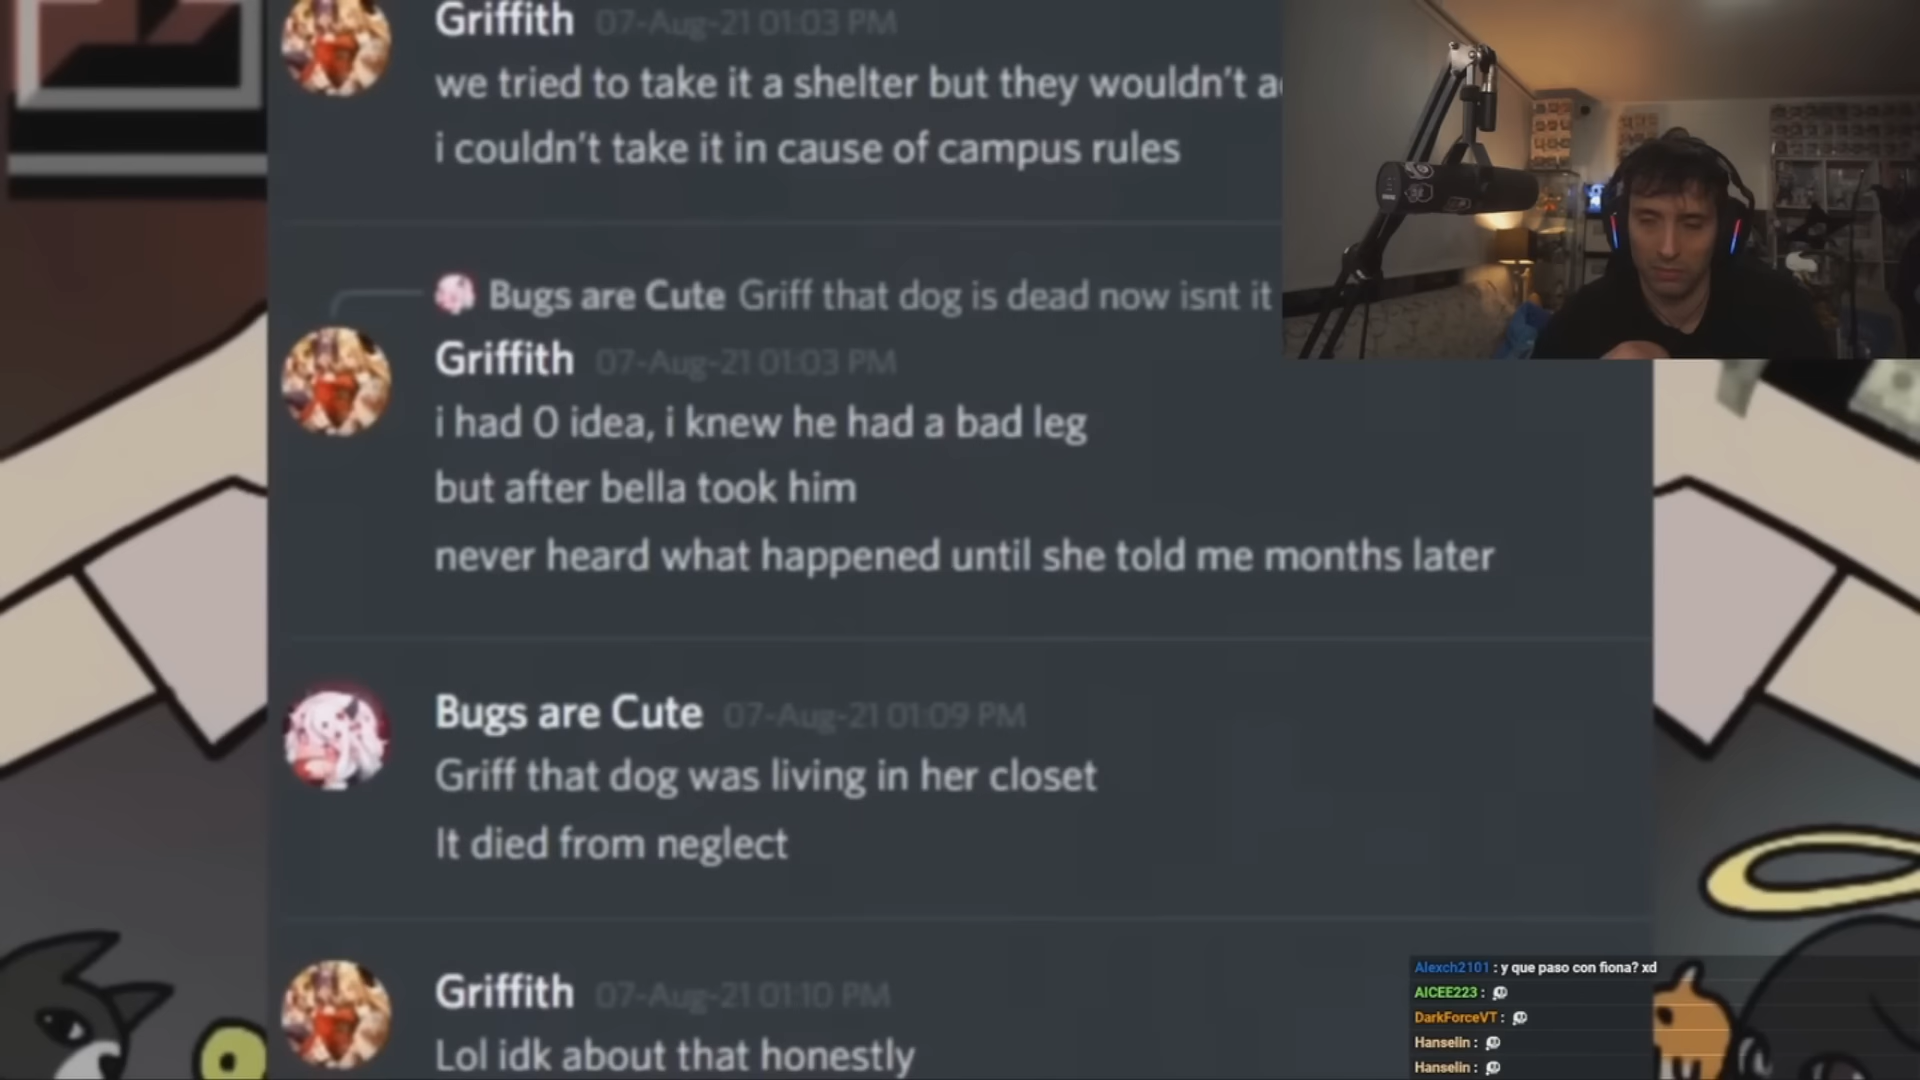 Griffith 07-Aug-21 01:03 PM
we tried to take it a shelter but they wouldn't
i couldn't take it in cause of campus rules
Bugs are Cute Griff that dog is dead now isnt it
Griffith 07-Aug-21 01:03 PM
i had 0 idea, i knew he had a bad leg
but after bella took him
never heard what happened until she told me months later
Bugs are Cute 07-Aug-21 01:09 PM
Griff that dog was living in her closet
It died from neglect
Griffith 07-Aug-21 01:10 PM
Lol idk about that honestly
Alexch2101 : y que paso con fiona? xd
AICEE223 :
DarkForceVT :
Hanselin :
Hanselin :